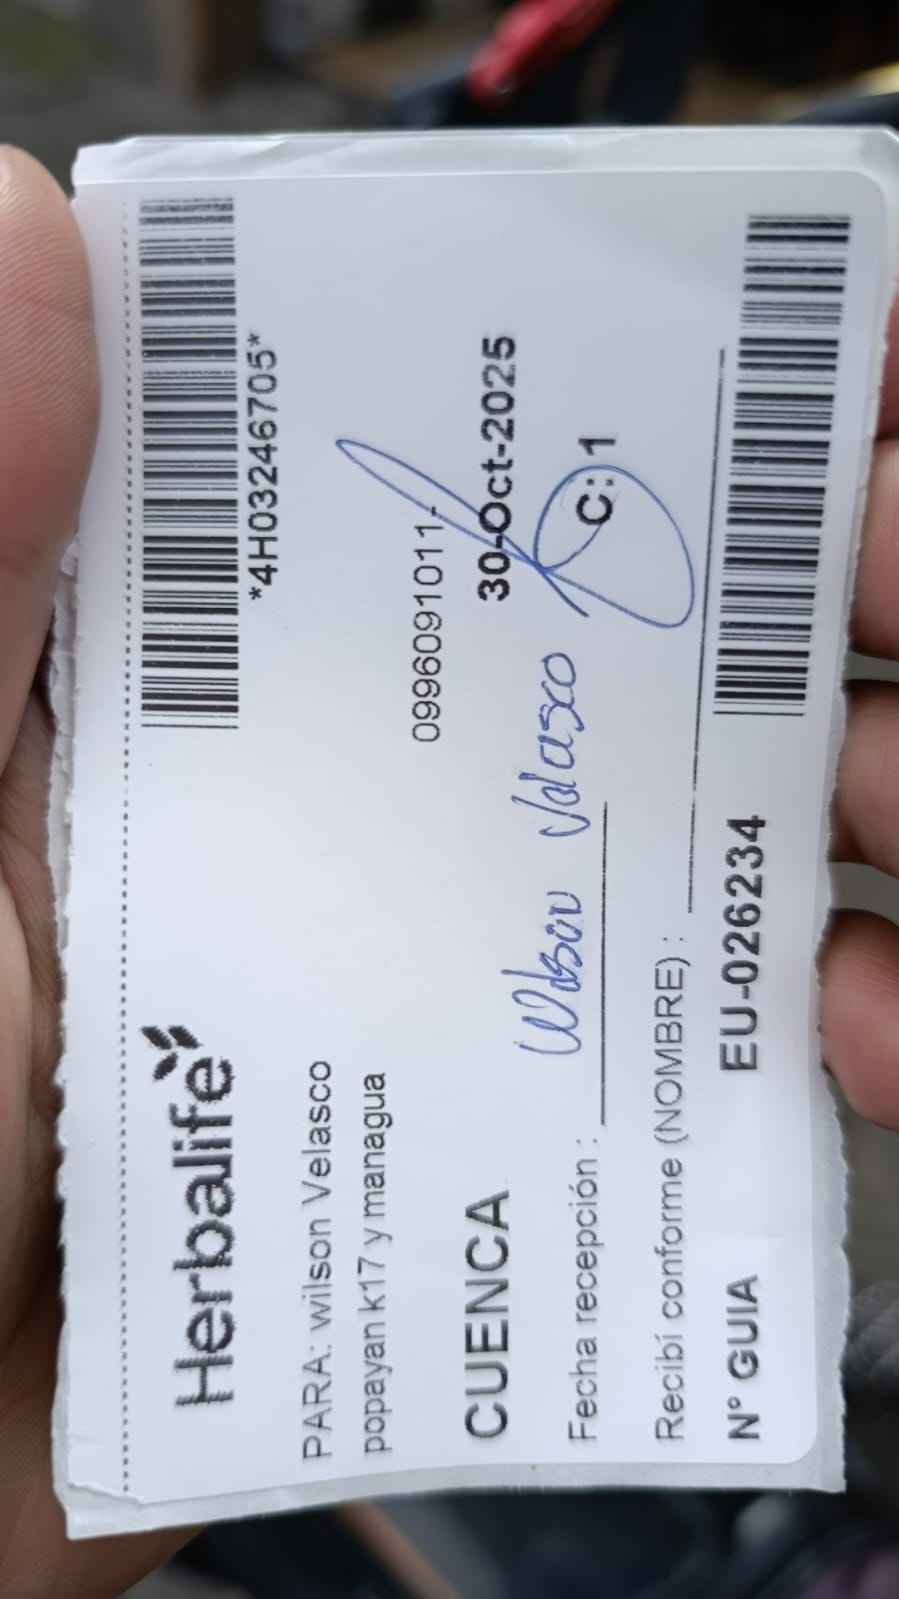 *4H03246705*
Herbalife
PARA: wilson Velasco
popayan k17 y managua
0996091011-
CUENCA
30-Oct-2025
Wilson Velasco
Fecha recepción :
C: 1
Recibí conforme (NOMBRE) :
N° GUIA
EU-026234